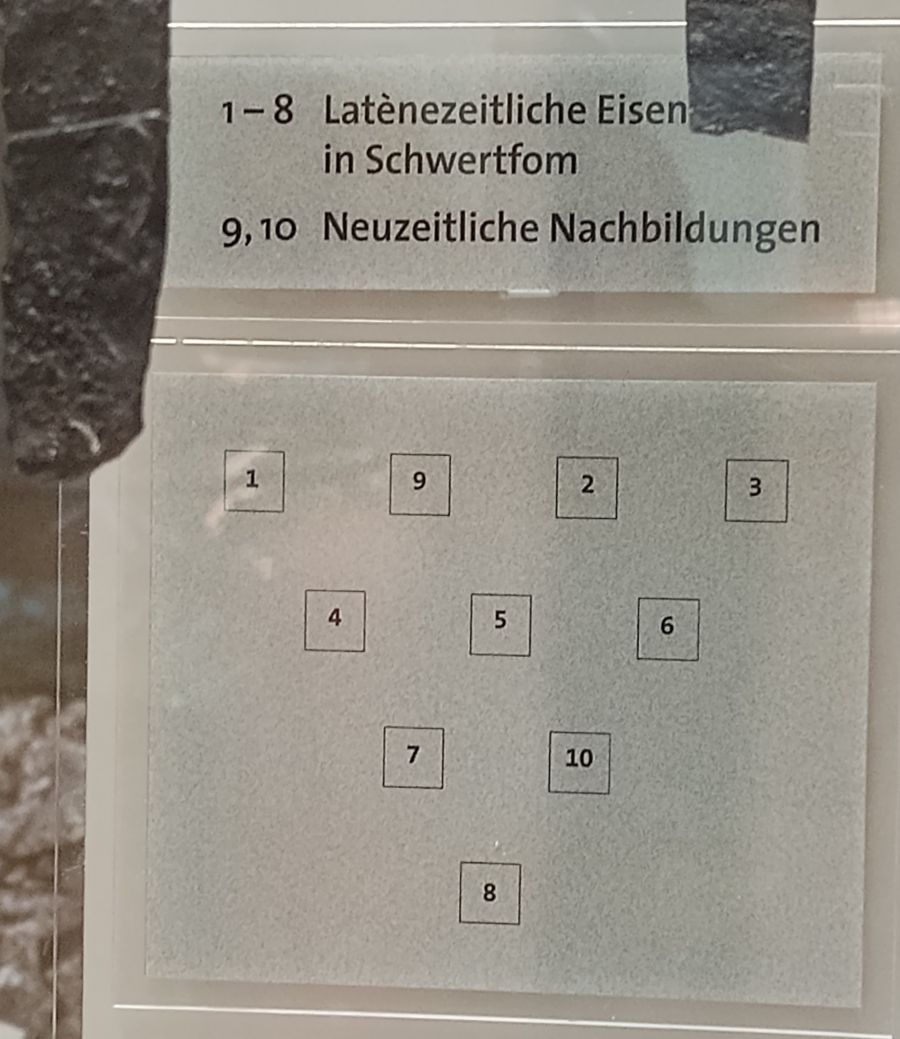 1 – 8 Latènezeitliche Eisen
in Schwertfom
9, 10 Neuzeitliche Nachbildungen
1 9 2 3
4 5 6
7 10
8